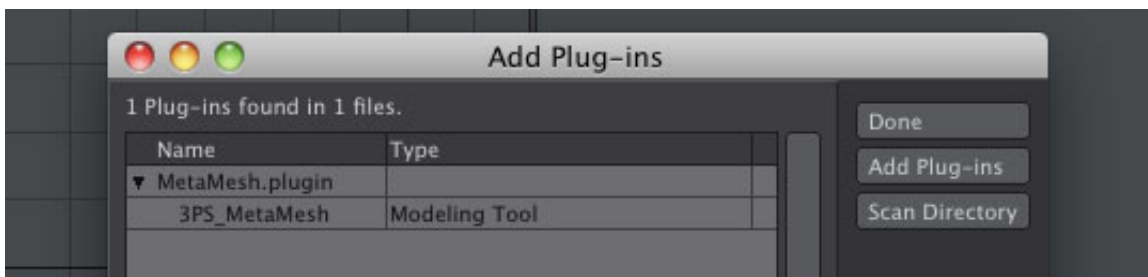 Add Plug-ins
1 Plug-ins found in 1 files.
Name Type
MetaMesh.plugin
3PS_MetaMesh Modeling Tool
Done
Add Plug-ins
Scan Directory